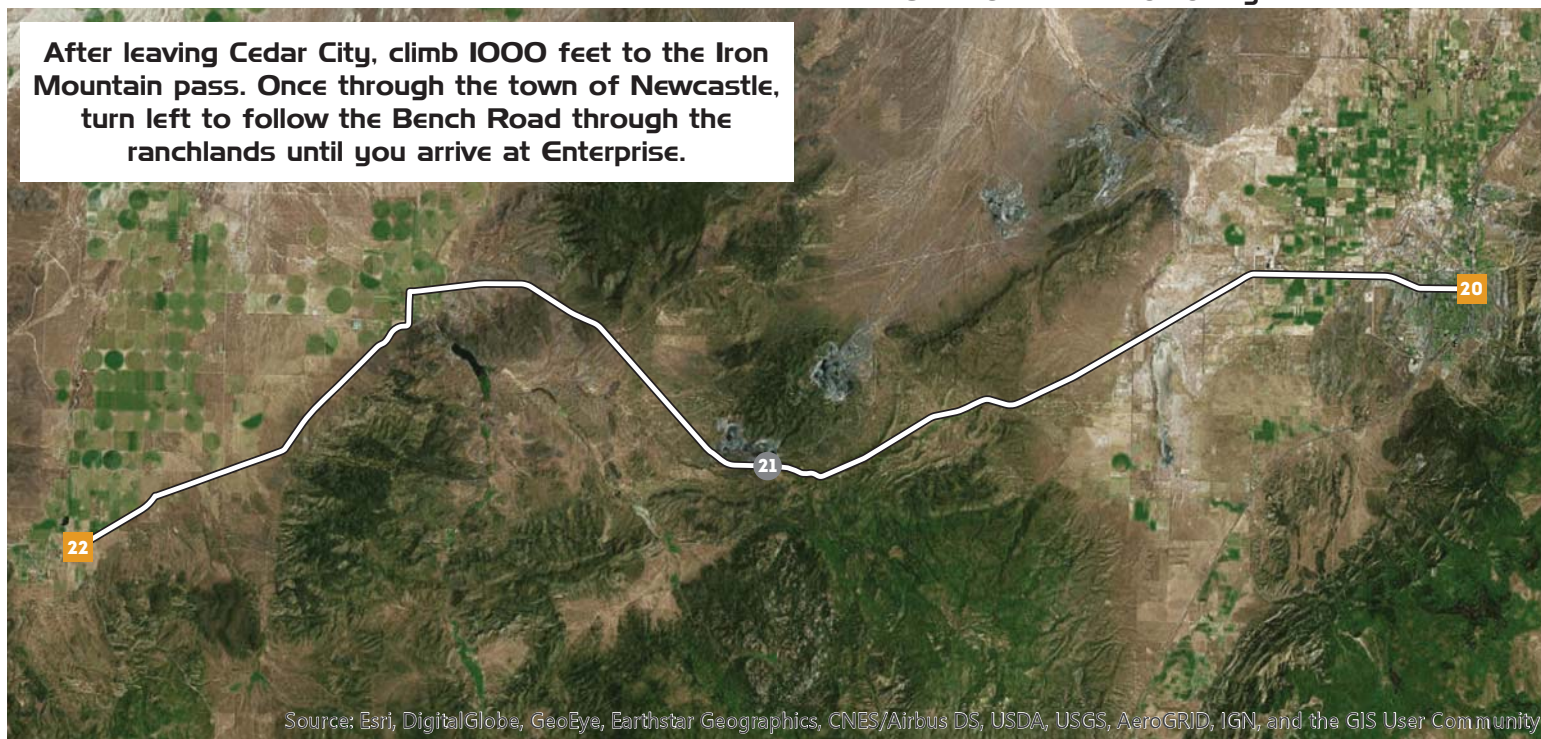 After leaving Cedar City, climb 1000 feet to the Iron
Mountain pass. Once through the town of Newcastle,
turn left to follow the Bench Road through the
ranchlands until you arrive at Enterprise.
20
21
22
Source: Esri, DigitalGlobe, GeoEye, Earthstar Geographics, CNES/Airbus DS, USDA, USGS, AeroGRID, IGN, and the GIS User Community